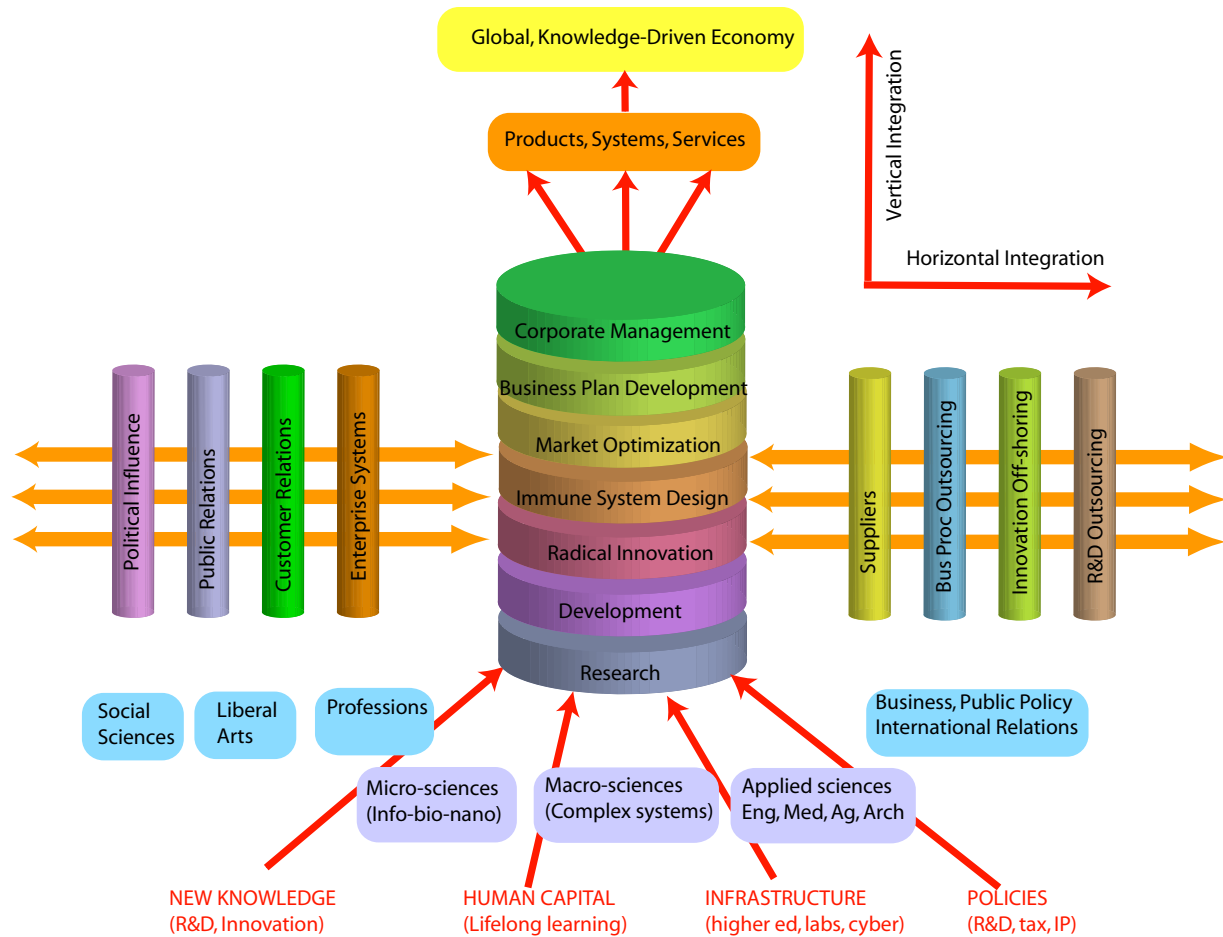 Global, Knowledge-Driven Economy
Products, Systems, Services
Vertical Integration
Horizontal Integration
Corporate Management
Business Plan Development
Market Optimization
Immune System Design
Radical Innovation
Development
Research
Political Influence
Public Relations
Customer Relations
Enterprise Systems
Suppliers
Bus Proc Outsourcing
Innovation Off-shoring
R&D Outsourcing
Social
Sciences
Liberal
Arts
Professions
Business, Public Policy
International Relations
Micro-sciences
(Info-bio-nano)
Macro-sciences
(Complex systems)
Applied sciences
Eng, Med, Ag, Arch
NEW KNOWLEDGE
(R&D, Innovation)
HUMAN CAPITAL
(Lifelong learning)
INFRASTRUCTURE
(higher ed, labs, cyber)
POLICIES
(R&D, tax, IP)